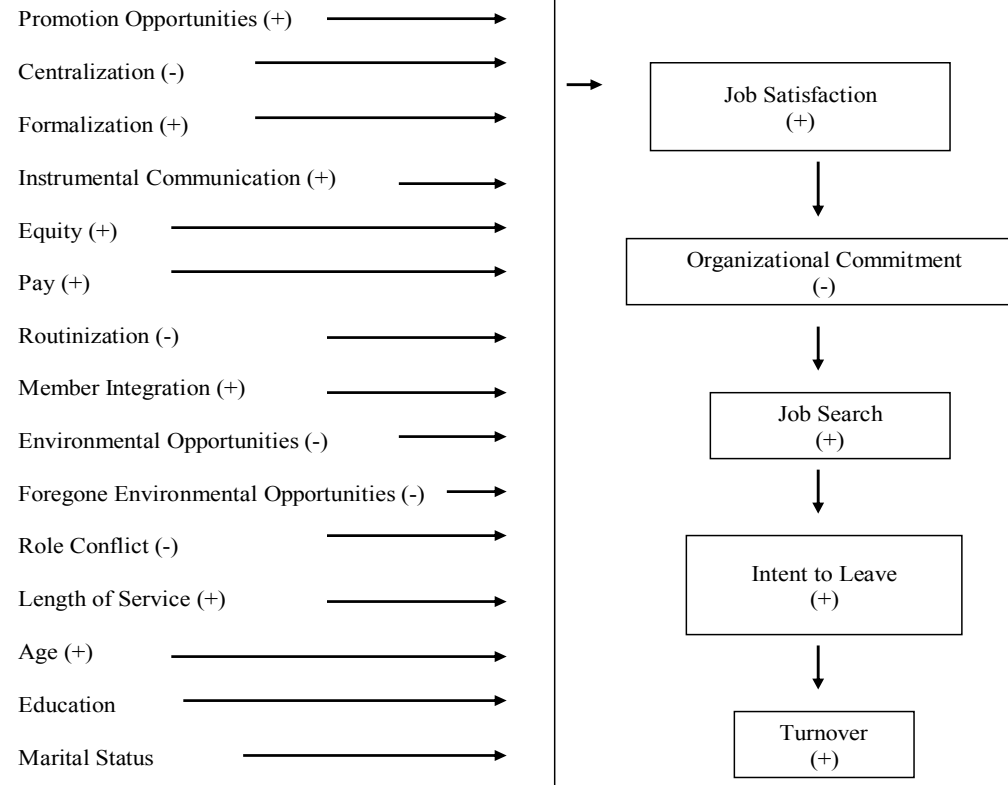 Promotion Opportunities (+)
Centralization (-)
Formalization (+)
Instrumental Communication (+)
Equity (+)
Pay (+)
Routinization (-)
Member Integration (+)
Environmental Opportunities (-)
Foregone Environmental Opportunities (-)
Role Conflict (-)
Length of Service (+)
Age (+)
Education
Marital Status
Job Satisfaction
(+)
Organizational Commitment
(-)
Job Search
(+)
Intent to Leave
(+)
Turnover
(+)